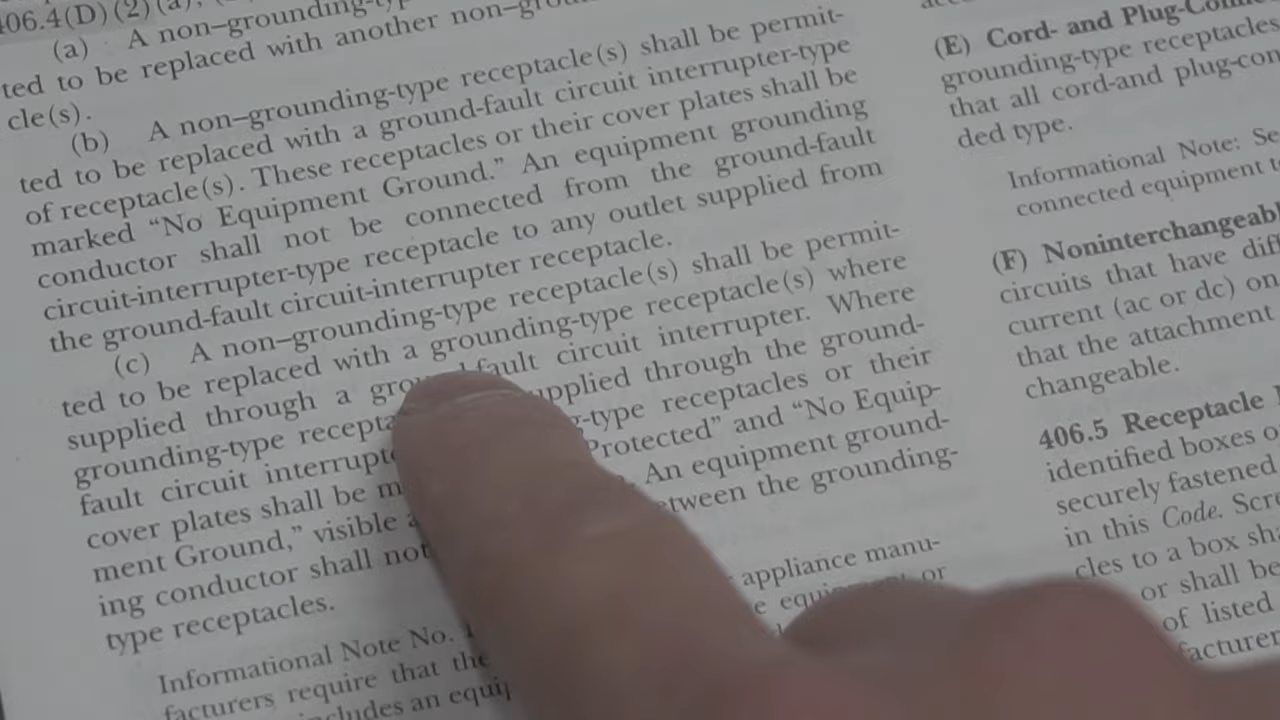 406.4(D)(2)(a),
(a) A non–grounding-ty
ted to be replaced with another non–gro
cle(s).
(b) A non–grounding-type receptacle(s) shall be permit-
ted to be replaced with a ground-fault circuit interrupter-type
of receptacle(s). These receptacles or their cover plates shall be
marked “No Equipment Ground.” An equipment grounding
conductor shall not be connected from the ground-fault
circuit-interrupter-type receptacle to any outlet supplied from
the ground-fault circuit-interrupter receptacle.
(c) A non–grounding-type receptacle(s) shall be permit-
ted to be replaced with a grounding-type receptacle(s) where
supplied through a fault circuit interrupter. Where
grounding-type recepta upplied through the ground-
fault circuit interrupte -type receptacles or their
cover plates shall be m Protected” and “No Equip-
ment Ground,” visible An equipment ground-
ing conductor shall not tween the grounding-
type receptacles.
Informational Note No. appliance manu-
facturers require that the or
includes an equip
(E) Cord- and Plug-Conne
grounding-type receptacles
that all cord-and plug-con
ded type.
Informational Note: Se
connected equipment t
(F) Noninterchangeabl
circuits that have diff
current (ac or dc) on
that the attachment
changeable.
406.5 Receptacle
identified boxes o
securely fastened
in this Code. Scr
cles to a box sha
or shall be
of listed
facturer